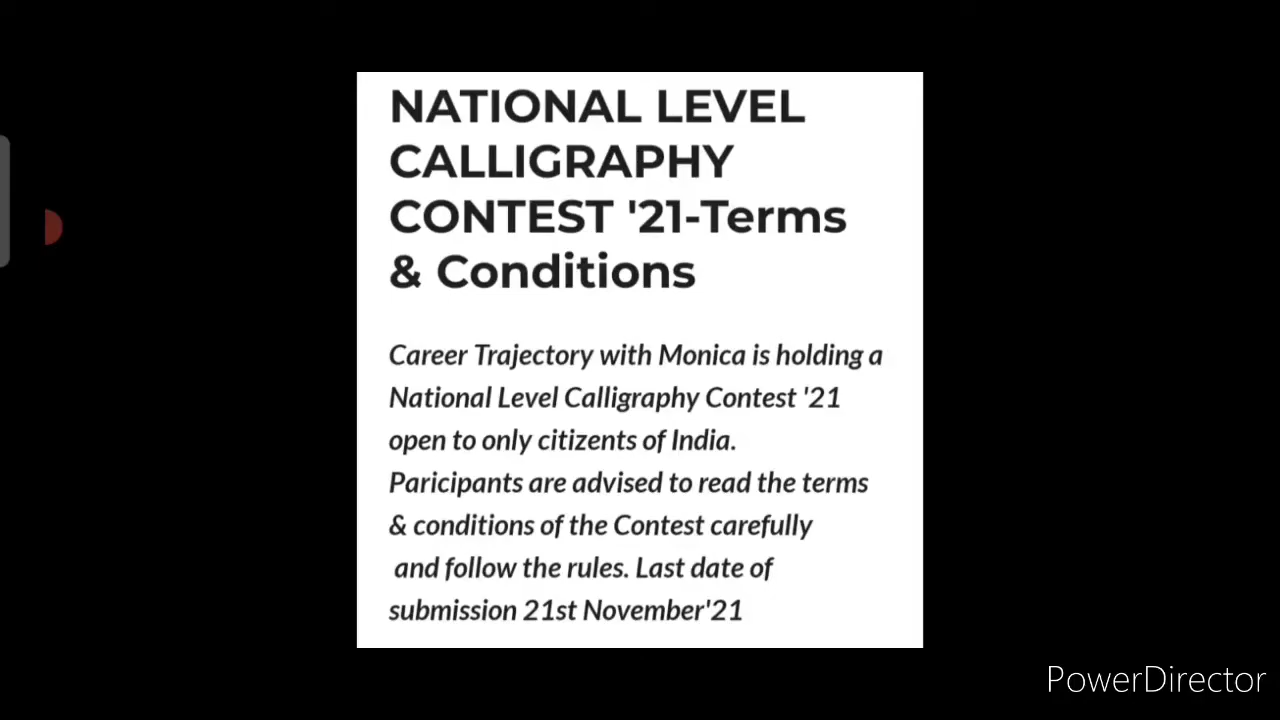 NATIONAL LEVEL
CALLIGRAPHY
CONTEST '21-Terms
& Conditions
Career Trajectory with Monica is holding a
National Level Calligraphy Contest '21
open to only citizents of India.
Paricipants are advised to read the terms
& conditions of the Contest carefully
and follow the rules. Last date of
submission 21st November'21
PowerDirector